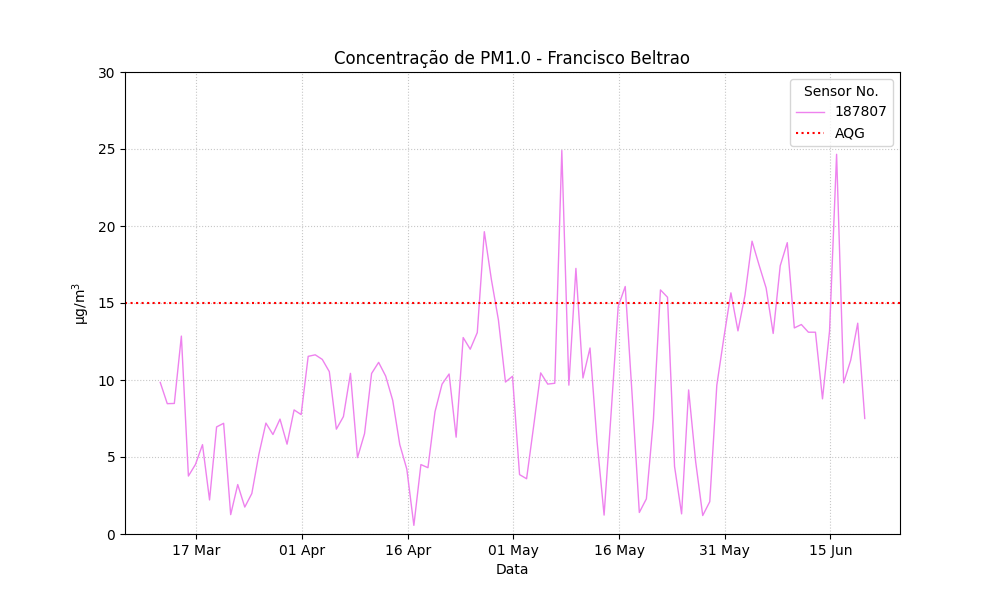 Concentração de PM1.0 - Francisco Beltrao
30
25
20
15
10
5
0
µg/m³
Sensor No.
187807
AQG
17 Mar
01 Apr
16 Apr
01 May
16 May
31 May
15 Jun
Data